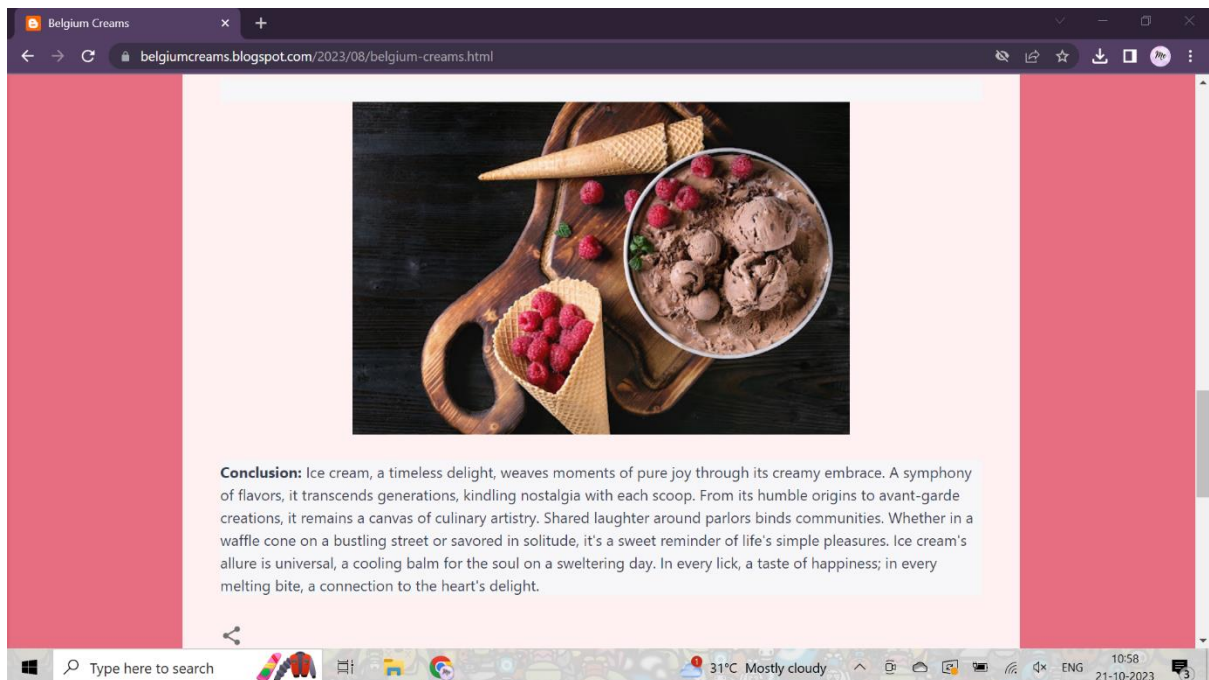 Belgium Creams
belgiumcreams.blogspot.com/2023/08/belgium-creams.html
Conclusion: Ice cream, a timeless delight, weaves moments of pure joy through its creamy embrace. A symphony
of flavors, it transcends generations, kindling nostalgia with each scoop. From its humble origins to avant-garde
creations, it remains a canvas of culinary artistry. Shared laughter around parlors binds communities. Whether in a
waffle cone on a bustling street or savored in solitude, it's a sweet reminder of life's simple pleasures. Ice cream's
allure is universal, a cooling balm for the soul on a sweltering day. In every lick, a taste of happiness; in every
melting bite, a connection to the heart's delight.
Type here to search
31°C Mostly cloudy
ENG
10:58
21-10-2023
3